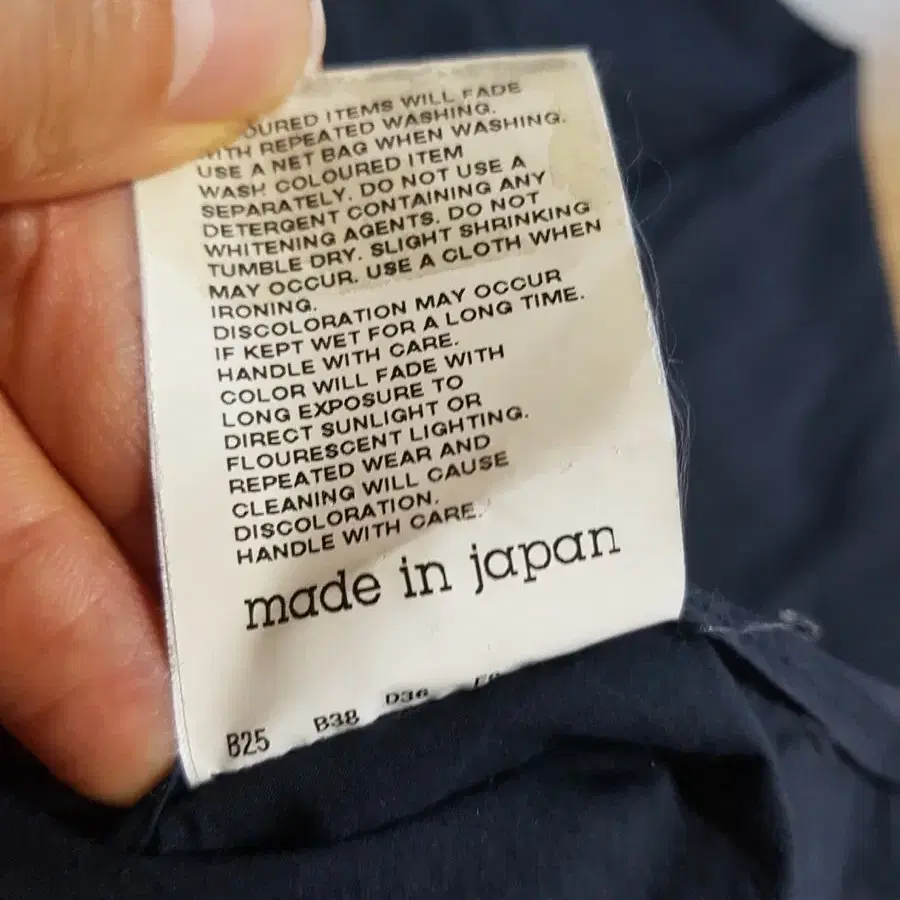 ITEMS WILL FADE
WITH REPEATED WASHING.
USE A NET BAG WHEN WASHING.
WASH COLOURED ITEM
SEPARATELY. DO NOT USE A
DETERGENT CONTAINING ANY
WHITENING AGENTS. DO NOT
TUMBLE DRY. SLIGHT SHRINKING
MAY OCCUR. USE A CLOTH WHEN
IRONING.
DISCOLORATION MAY OCCUR
IF KEPT WET FOR A LONG TIME.
HANDLE WITH CARE.
COLOR WILL FADE WITH
LONG EXPOSURE TO
DIRECT SUNLIGHT OR
FLOURESCENT LIGHTING.
REPEATED WEAR AND
CLEANING WILL CAUSE
DISCOLORATION.
HANDLE WITH CARE.
made in japan
B25 B38 D36